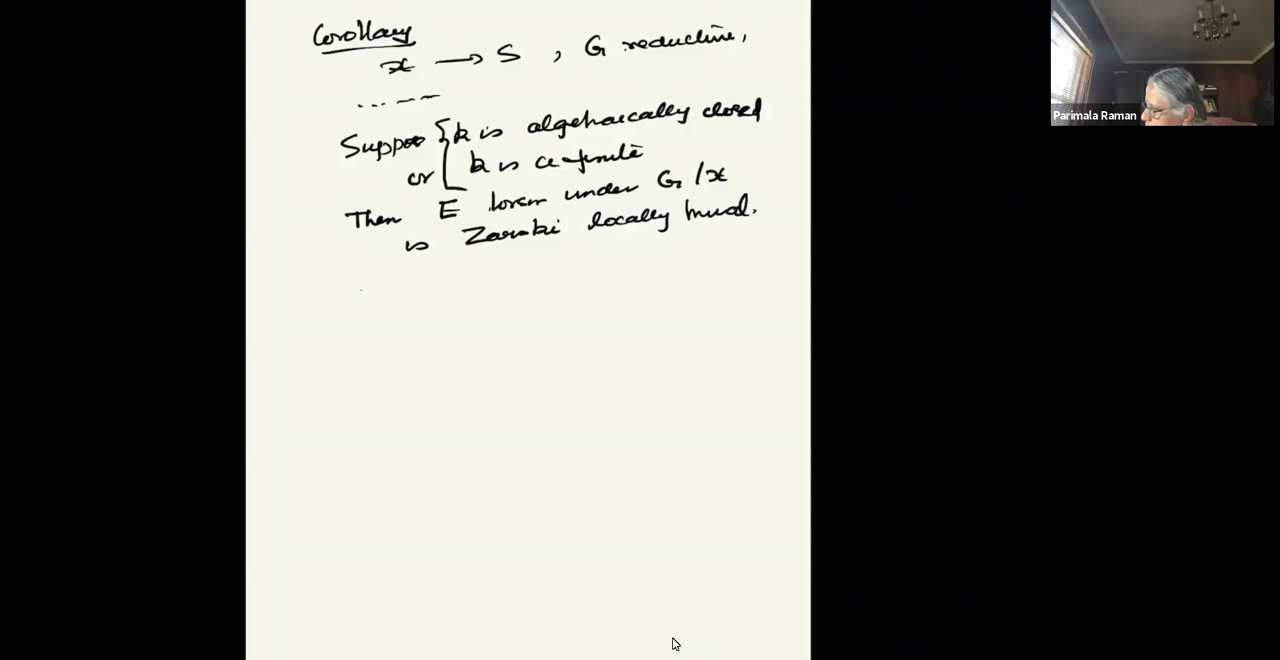 Corollary
𝔛 → S , G reductive,
.. - - -
Suppose { k is algebraically closed
or k is a finite
Then E torsor under G / 𝔛
is Zariski locally trivial.
Parimala Raman